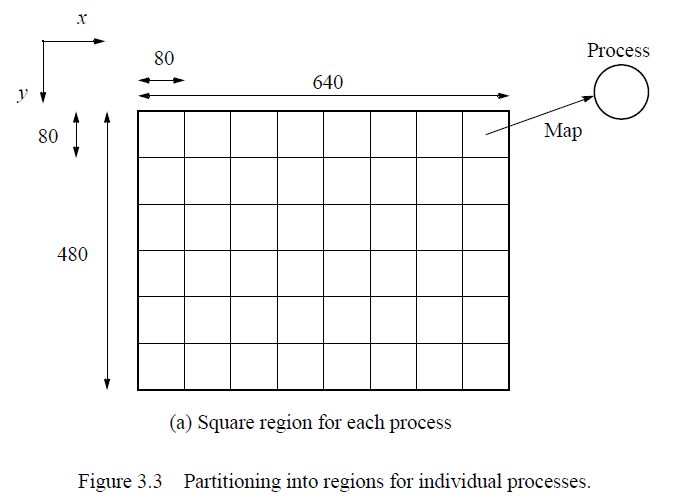 x
80
Process
640
y
80
Map
480
(a) Square region for each process
Figure 3.3 Partitioning into regions for individual processes.